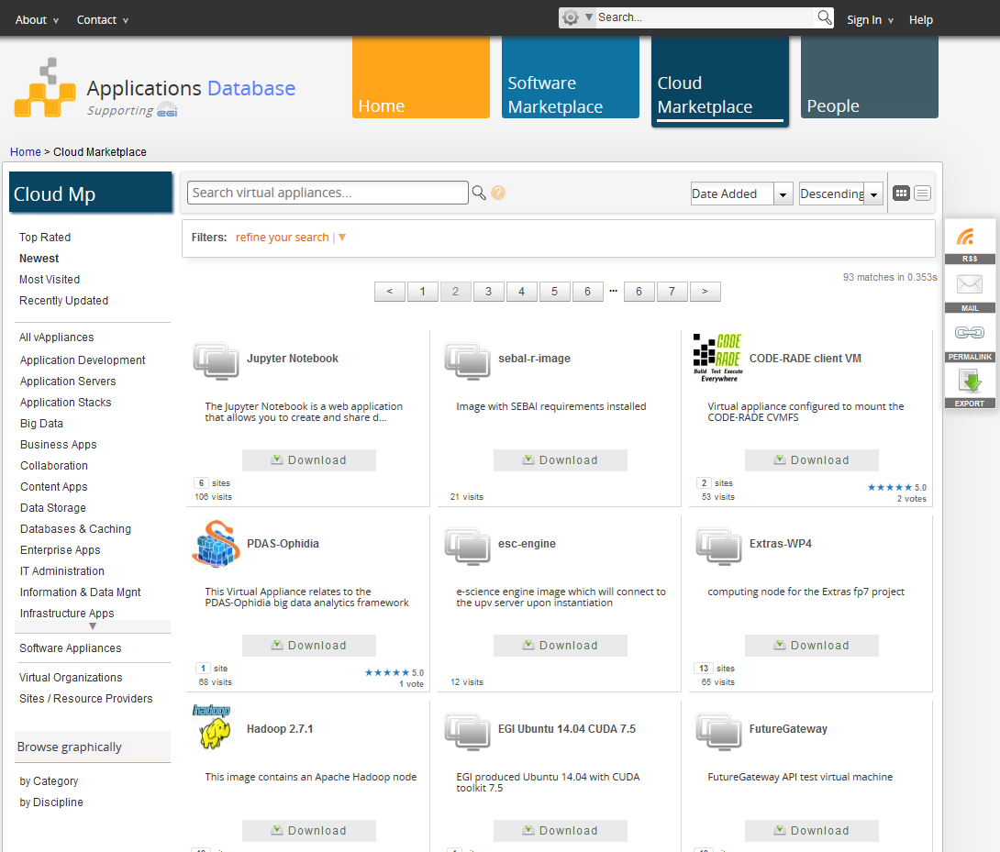 About
Contact
Search...
Sign In
Help
Applications Database
Supporting EGI
Home
Software
Marketplace
Cloud
Marketplace
People
Home > Cloud Marketplace
Cloud Mp
Search virtual appliances...
?
Date Added
Descending
Top Rated
Newest
Most Visited
Recently Updated
All vAppliances
Application Development
Application Servers
Application Stacks
Big Data
Business Apps
Collaboration
Content Apps
Data Storage
Databases & Caching
Enterprise Apps
IT Administration
Information & Data Mgnt
Infrastructure Apps
Software Appliances
Virtual Organizations
Sites / Resource Providers
Browse graphically
by Category
by Discipline
Filters: refine your search |
93 matches in 0.353s
< 1 2 3 4 5 6 ... 6 7 >
Jupyter Notebook
The Jupyter Notebook is a web application
that allows you to create and share d...
Download
6 sites
106 visits
sebal-r-image
Image with SEBAl requirements installed
Download
21 visits
CODE
RADE
Build Test Execute
Everywhere
CODE-RADE client VM
Virtual appliance configured to mount the
CODE-RADE CVMFS
Download
2 sites
53 visits
5.0
2 votes
PDAS-Ophidia
This Virtual Appliance relates to the
PDAS-Ophidia big data analytics framework
Download
1 site
68 visits
5.0
1 vote
esc-engine
e-science engine image which will connect to
the upv server upon instantiation
Download
12 visits
Extras-WP4
computing node for the Extras fp7 project
Download
13 sites
65 visits
hadoop
Hadoop 2.7.1
This image contains an Apache Hadoop node
Download
EGI Ubuntu 14.04 CUDA 7.5
EGI produced Ubuntu 14.04 with CUDA
toolkit 7.5
Download
FutureGateway
FutureGateway API test virtual machine
Download
RSS
MAIL
PERMALINK
EXPORT